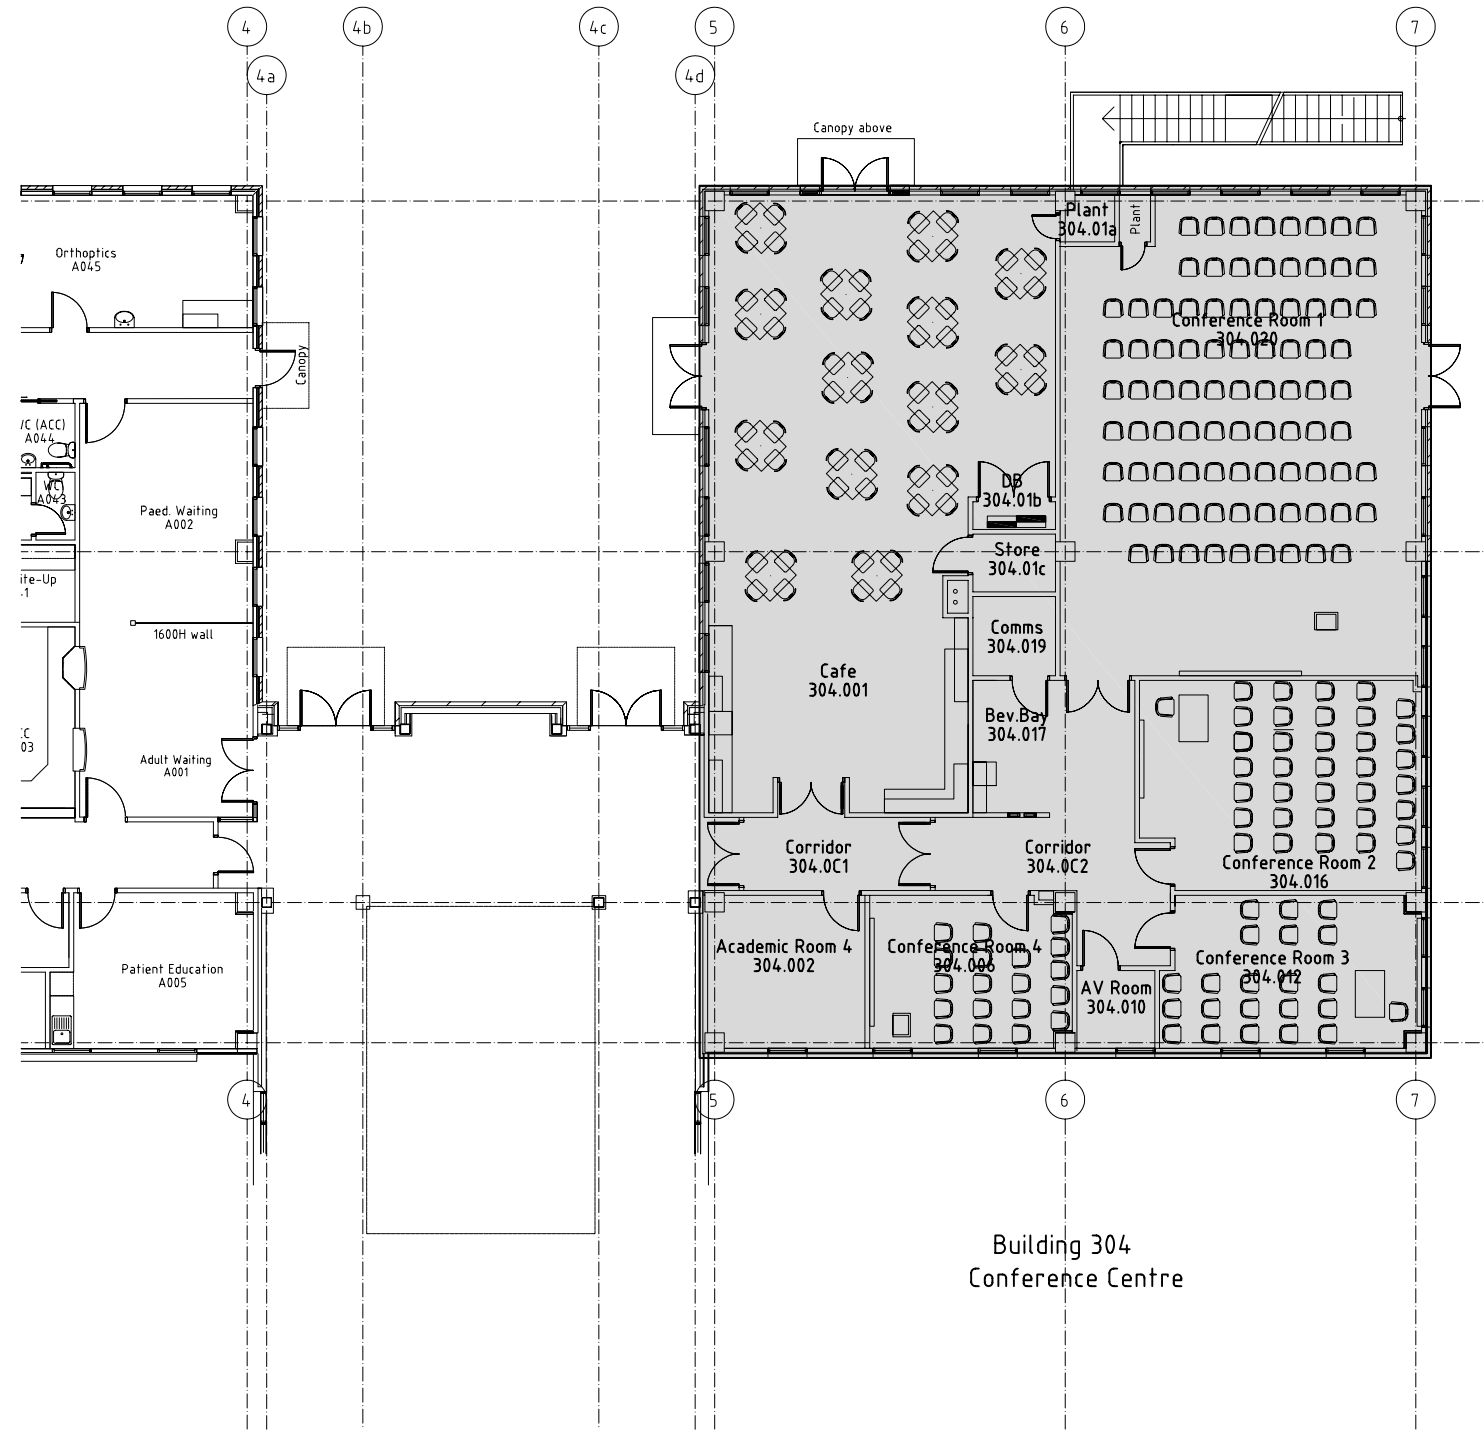 4
4b
4c
5
6
7
4a
4d
Canopy above
Plant
304.01a
Plant
Orthoptics
A045
Canopy
Conference Room 1
304.020
WC (ACC)
A044
WC
A043
DB
304.01b
Paed. Waiting
A002
Store
304.01c
ite-Up
1600H wall
Comms
304.019
Cafe
304.001
Bev.Bay
304.017
Adult Waiting
A001
03
Corridor
304.0C1
Corridor
304.0C2
Conference Room 2
304.016
Academic Room 4
304.002
Conference Room 4
304.006
Conference Room 3
304.012
Patient Education
A005
AV Room
304.010
4
5
6
7
Building 304
Conference Centre